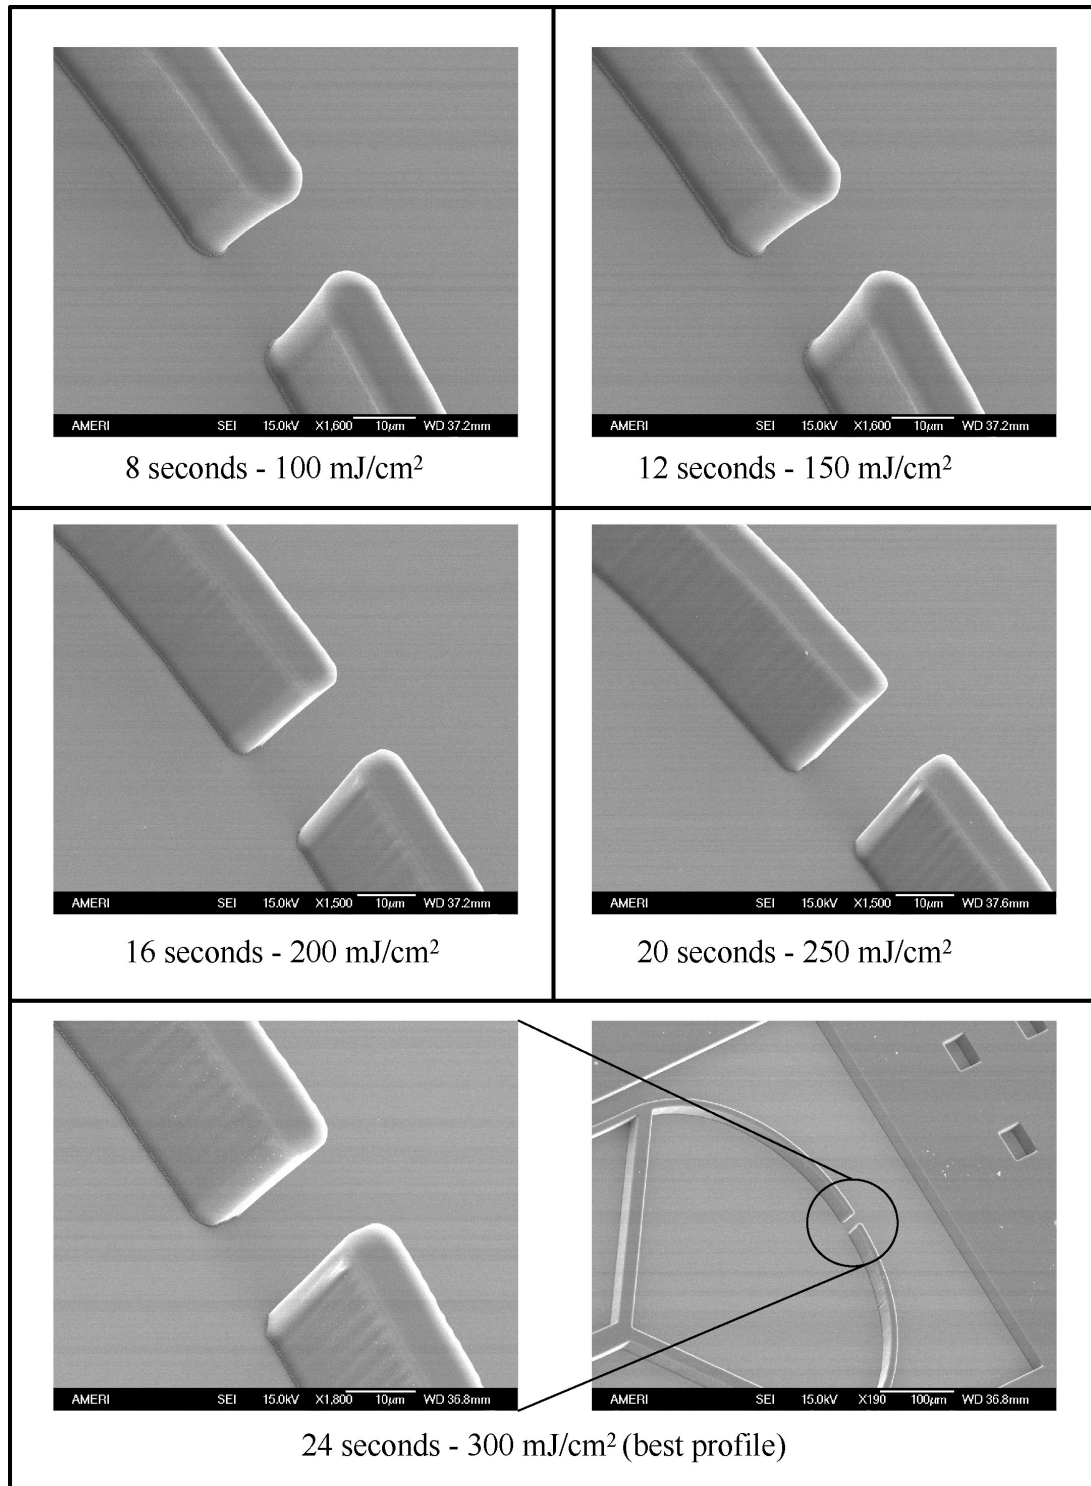 AMERI SEI 15.0kV X1,600 10μm WD 37.2mm
AMERI SEI 15.0kV X1,600 10μm WD 37.2mm
8 seconds - 100 mJ/cm²
12 seconds - 150 mJ/cm²
AMERI SEI 15.0kV X1,500 10μm WD 37.2mm
AMERI SEI 15.0kV X1,500 10μm WD 37.6mm
16 seconds - 200 mJ/cm²
20 seconds - 250 mJ/cm²
AMERI SEI 15.0kV X1,800 10μm WD 36.8mm
AMERI SEI 15.0kV X190 100μm WD 36.8mm
24 seconds - 300 mJ/cm² (best profile)